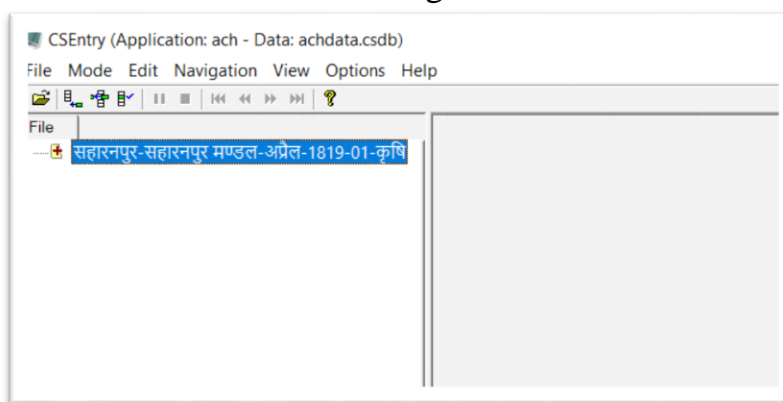 CSEntry (Application: ach - Data: achdata.csdb)
File Mode Edit Navigation View Options Help
File
सहारनपुर-सहारनपुर मण्डल-अप्रैल-1819-01-कृषि